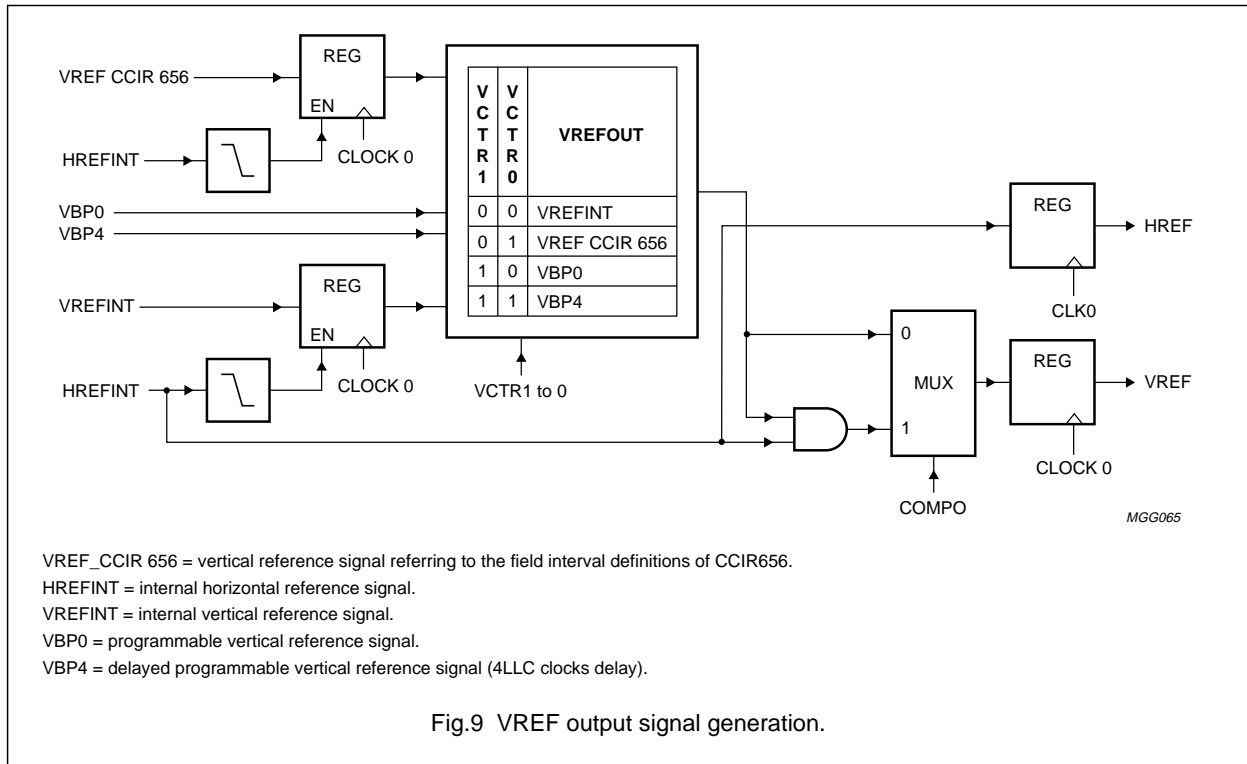 VREF CCIR 656
REG
EN
CLOCK 0
HREFINT
VBP0
VBP4
VREFINT
REG
EN
CLOCK 0
HREFINT
VCTR1 VCTR0 VREFOUT
0 0 VREFINT
0 1 VREF CCIR 656
1 0 VBP0
1 1 VBP4
VCTR1 to 0
REG
HREF
CLK0
0
MUX
1
COMPO
REG
VREF
CLOCK 0
MGG065
VREF_CCIR 656 = vertical reference signal referring to the field interval definitions of CCIR656.
HREFINT = internal horizontal reference signal.
VREFINT = internal vertical reference signal.
VBP0 = programmable vertical reference signal.
VBP4 = delayed programmable vertical reference signal (4LLC clocks delay).
Fig.9 VREF output signal generation.